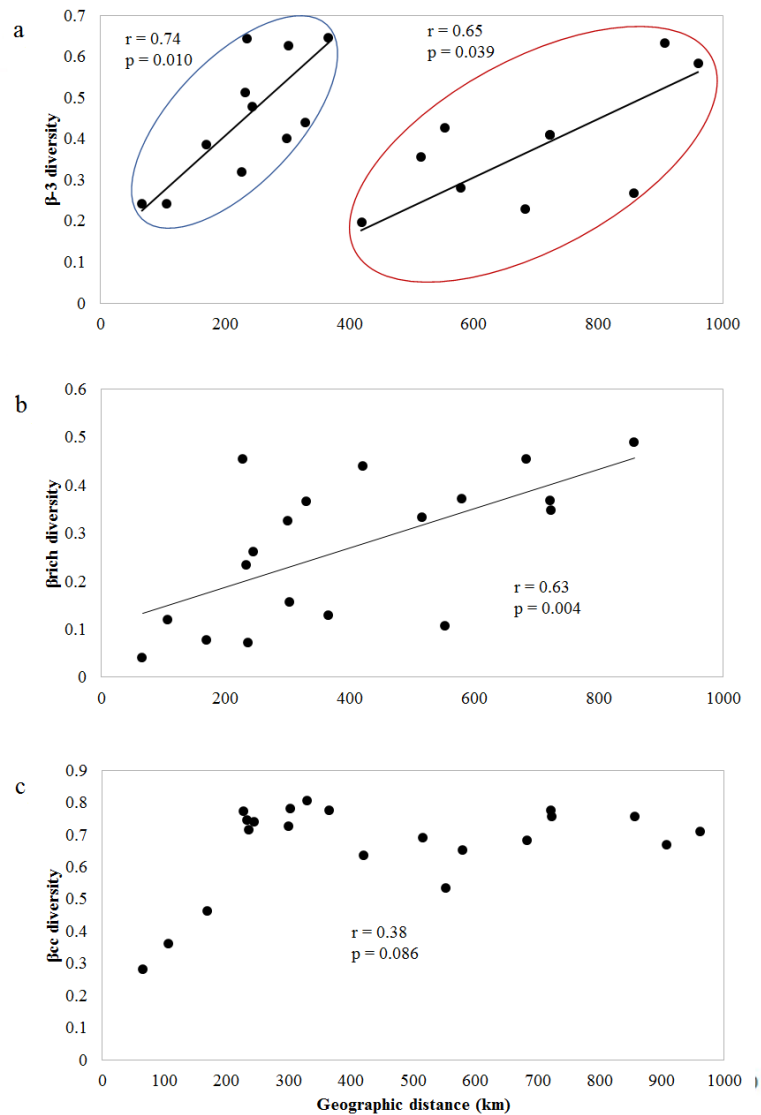 a
0.7
0.6
0.5
0.4
0.3
0.2
0.1
0
β-3 diversity
r = 0.74
p = 0.010
r = 0.65
p = 0.039
0 200 400 600 800 1000
b
0.6
0.5
0.4
0.3
0.2
0.1
0
βrich diversity
r = 0.63
p = 0.004
0 200 400 600 800 1000
c
0.9
0.8
0.7
0.6
0.5
0.4
0.3
0.2
0.1
0
βcc diversity
r = 0.38
p = 0.086
0 100 200 300 400 500 600 700 800 900 1000
Geographic distance (km)